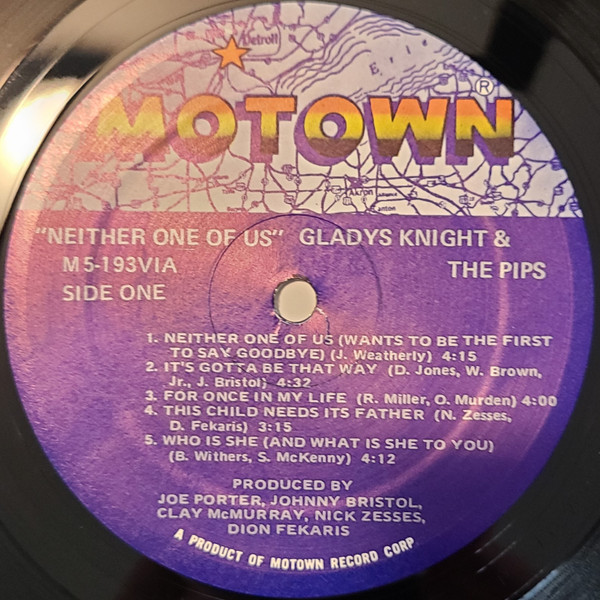 Detroit
Erie
MOTOWN®
Akron
Canton
"NEITHER ONE OF US" GLADYS KNIGHT &
M5-193VIA THE PIPS
SIDE ONE
1. NEITHER ONE OF US (WANTS TO BE THE FIRST
TO SAY GOODBYE) (J. Weatherly) 4:15
2. IT'S GOTTA BE THAT WAY (D. Jones, W. Brown,
Jr., J. Bristol) 4:32
3. FOR ONCE IN MY LIFE (R. Miller, O. Murden) 4:00
4. THIS CHILD NEEDS ITS FATHER (N. Zesses,
D. Fekaris) 3:15
5. WHO IS SHE (AND WHAT IS SHE TO YOU)
(B. Withers, S. McKenny) 4:12
PRODUCED BY
JOE PORTER, JOHNNY BRISTOL,
CLAY McMURRAY, NICK ZESSES,
DION FEKARIS
A PRODUCT OF MOTOWN RECORD CORP